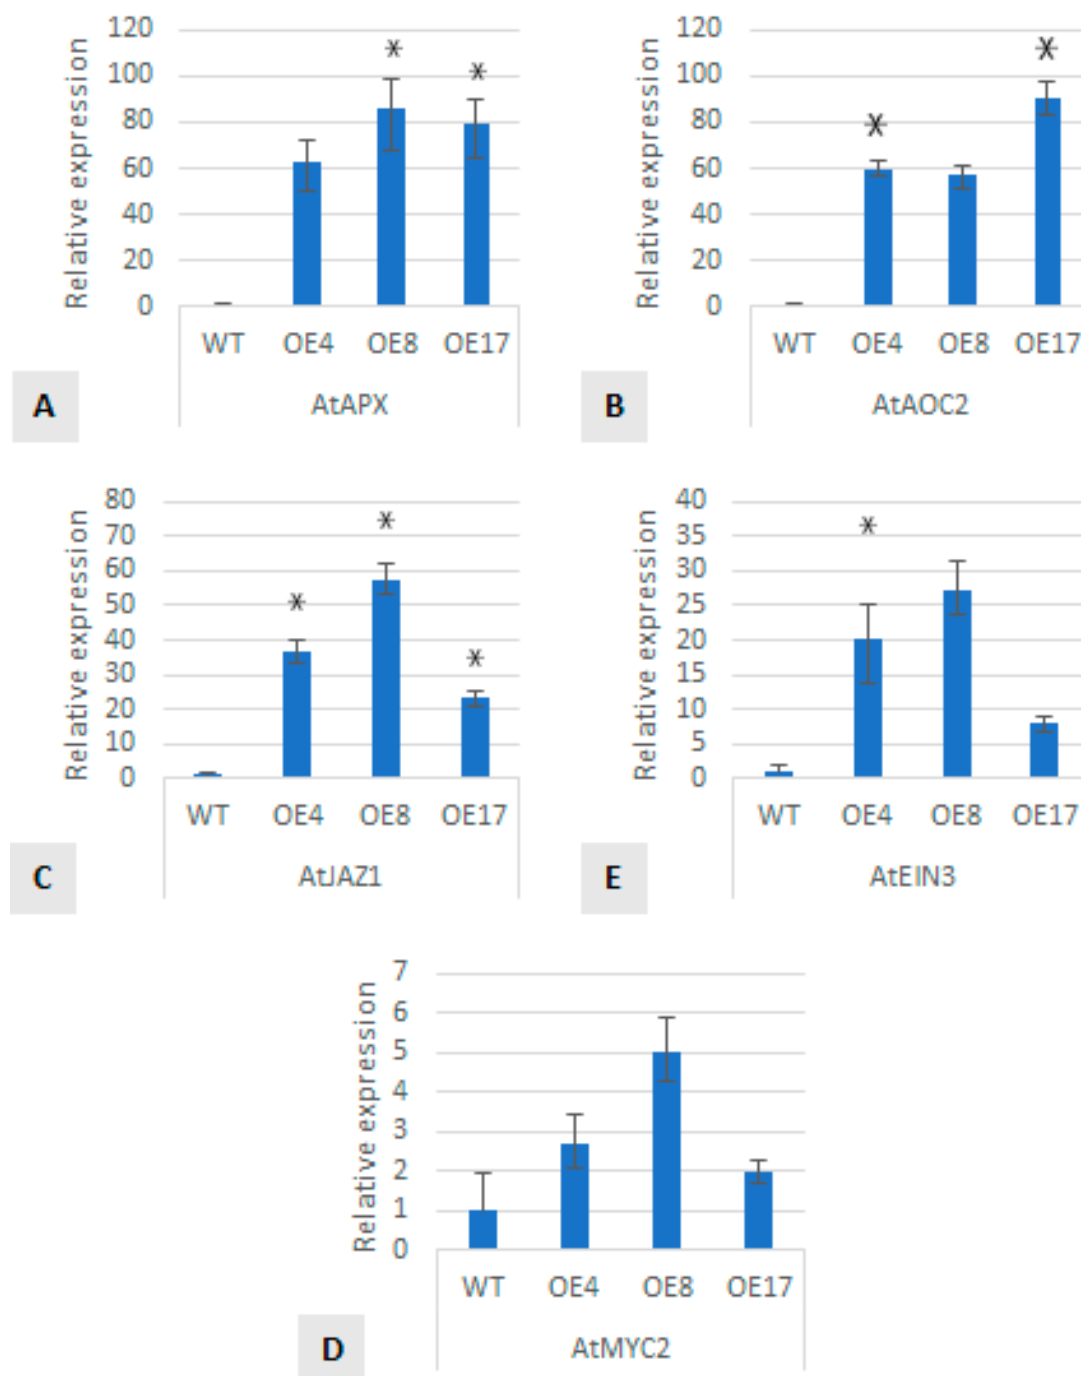 120
100
80
60
40
20
0
Relative expression
*
*
WT OE4 OE8 OE17
AtAPX
A
120
100
80
60
40
20
0
Relative expression
*
*
WT OE4 OE8 OE17
AtAOC2
B
80
70
60
50
40
30
20
10
0
Relative expression
*
*
*
WT OE4 OE8 OE17
AtJAZ1
C
40
35
30
25
20
15
10
5
0
Relative expression
*
WT OE4 OE8 OE17
AtEIN3
E
7
6
5
4
3
2
1
0
Relative expression
WT OE4 OE8 OE17
AtMYC2
D